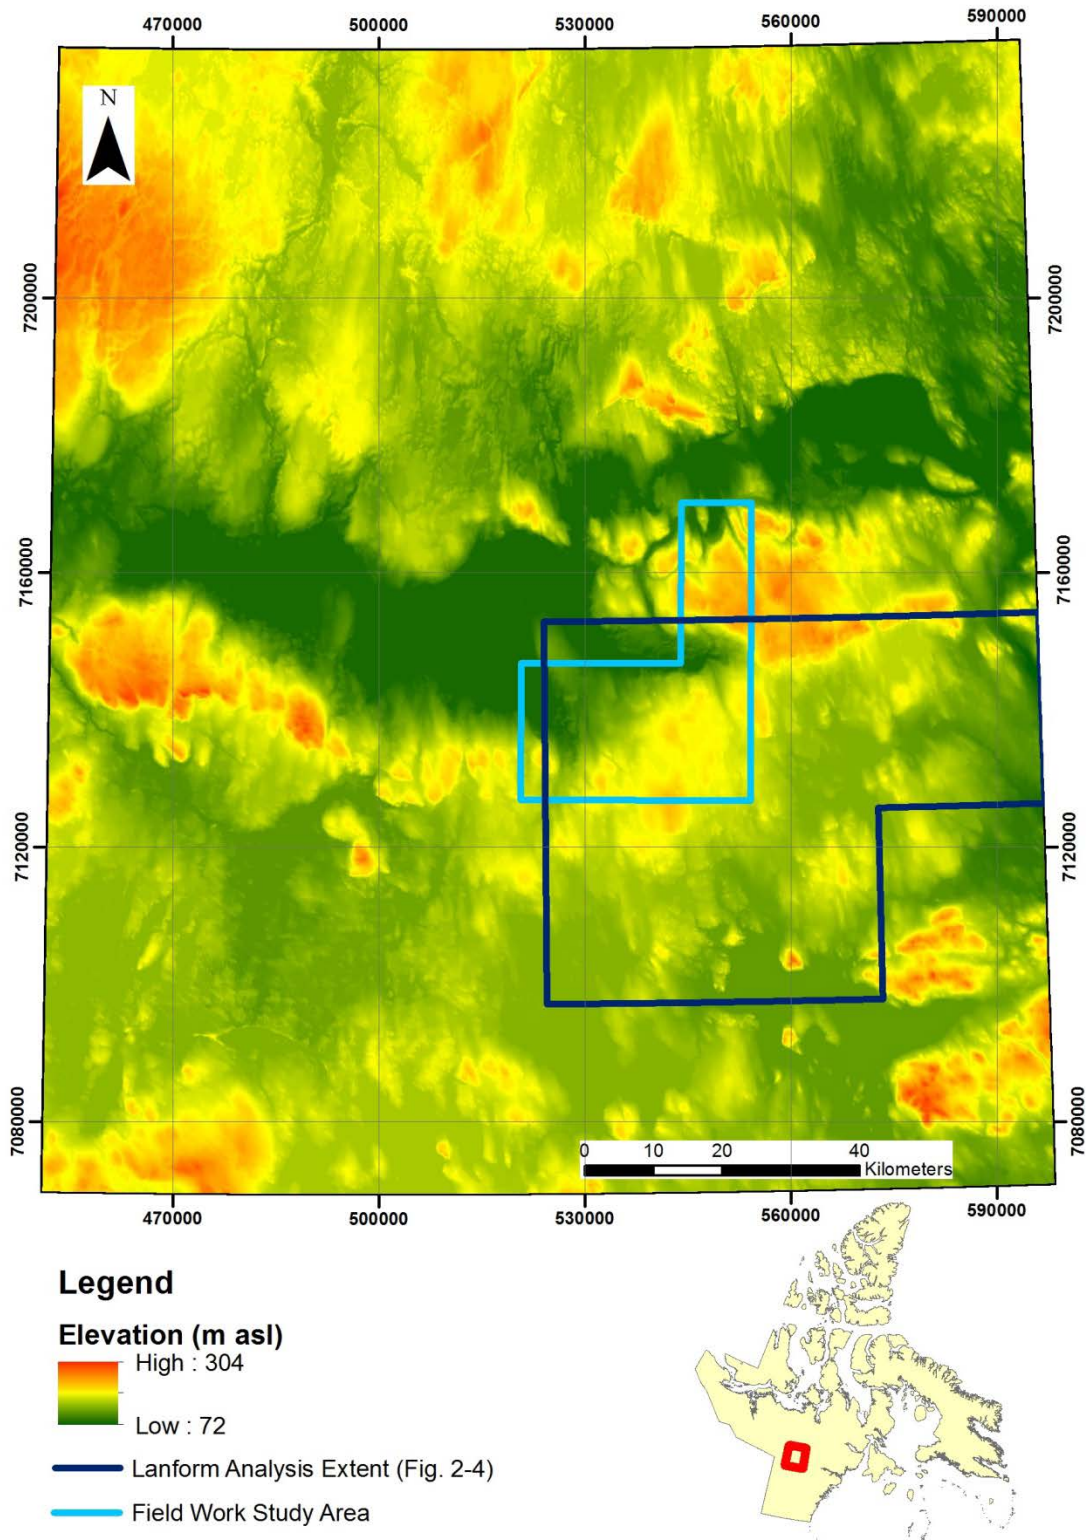 470000 500000 530000 560000 590000
N
7200000 7200000
7160000 7160000
7120000 7120000
7080000 7080000
0 10 20 40
Kilometers
470000 500000 530000 560000 590000
Legend
Elevation (m asl)
High : 304
Low : 72
Lanform Analysis Extent (Fig. 2-4)
Field Work Study Area